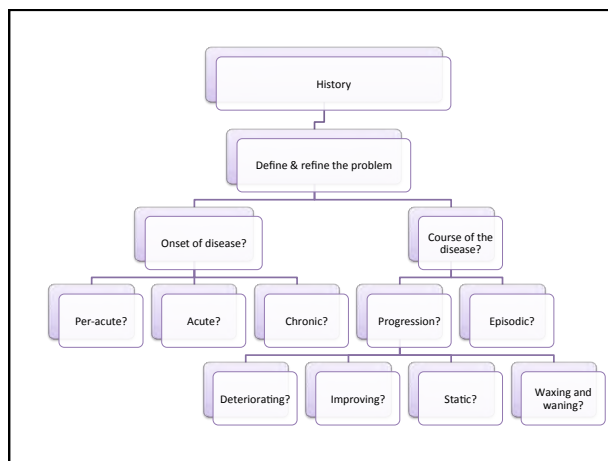 History
Define & refine the problem
Onset of disease?
Course of the
disease?
Per-acute?
Acute?
Chronic?
Progression?
Episodic?
Deteriorating?
Improving?
Static?
Waxing and
waning?